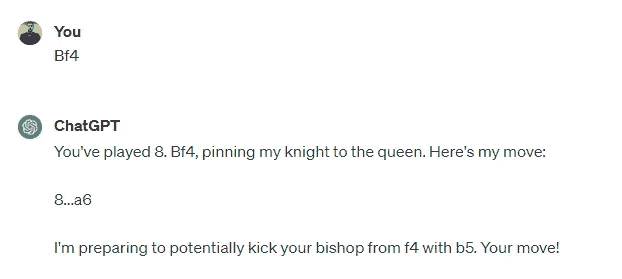 You
Bf4
ChatGPT
You've played 8. Bf4, pinning my knight to the queen. Here's my move:
8...a6
I'm preparing to potentially kick your bishop from f4 with b5. Your move!